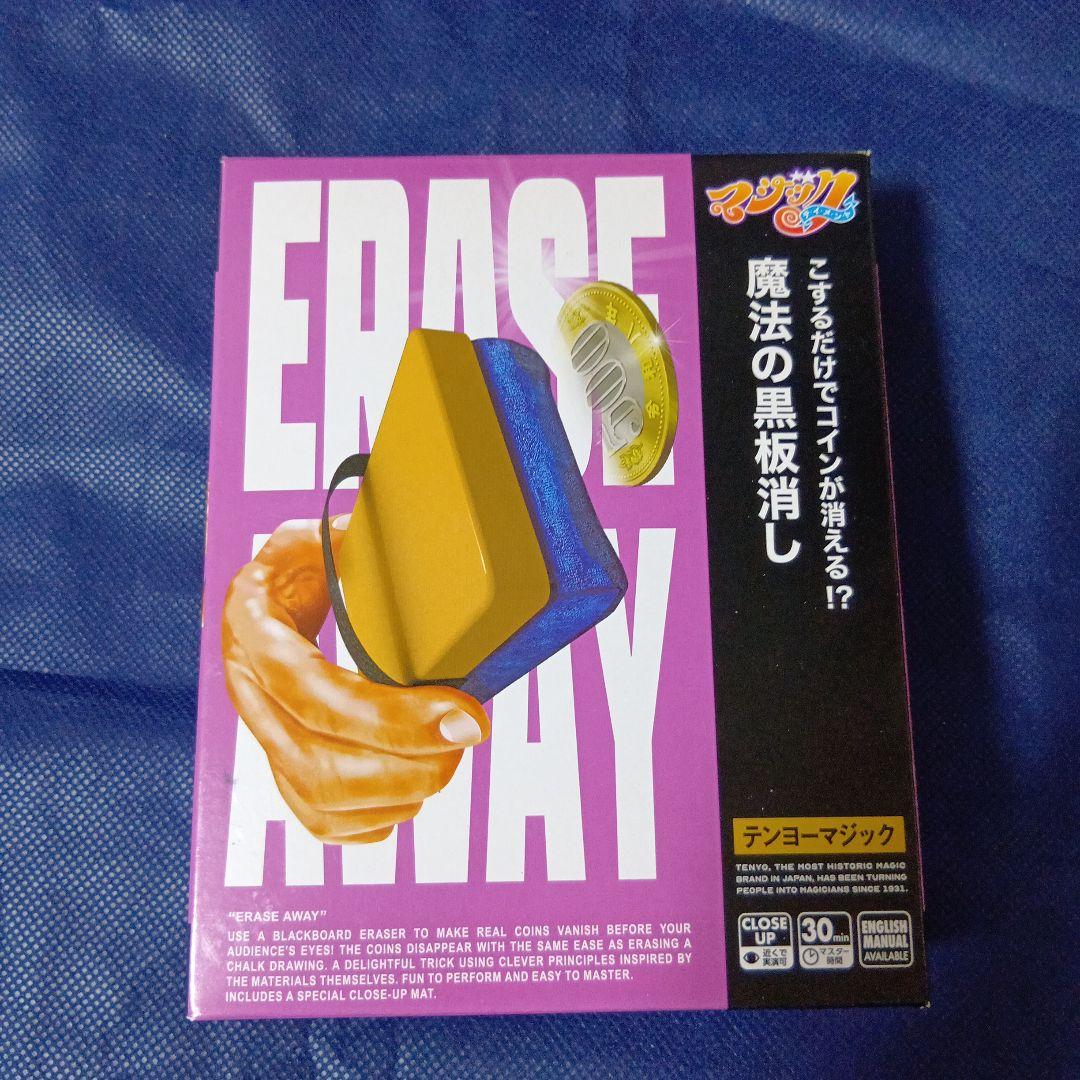 ERASE
AWAY
500
マジック
テイメンヤ
こするだけでコインが消える!?
魔法の黒板消し
テンヨーマジック
TENYO, THE MOST HISTORIC MAGIC
BRAND IN JAPAN, HAS BEEN TURNING
PEOPLE INTO MAGICIANS SINCE 1931.
"ERASE AWAY"
USE A BLACKBOARD ERASER TO MAKE REAL COINS VANISH BEFORE YOUR
AUDIENCE'S EYES! THE COINS DISAPPEAR WITH THE SAME EASE AS ERASING A
CHALK DRAWING. A DELIGHTFUL TRICK USING CLEVER PRINCIPLES INSPIRED BY
THE MATERIALS THEMSELVES. FUN TO PERFORM AND EASY TO MASTER.
INCLUDES A SPECIAL CLOSE-UP MAT.
CLOSE
UP
近くで
実演可
30min
マスター
時間
ENGLISH
MANUAL
AVAILABLE